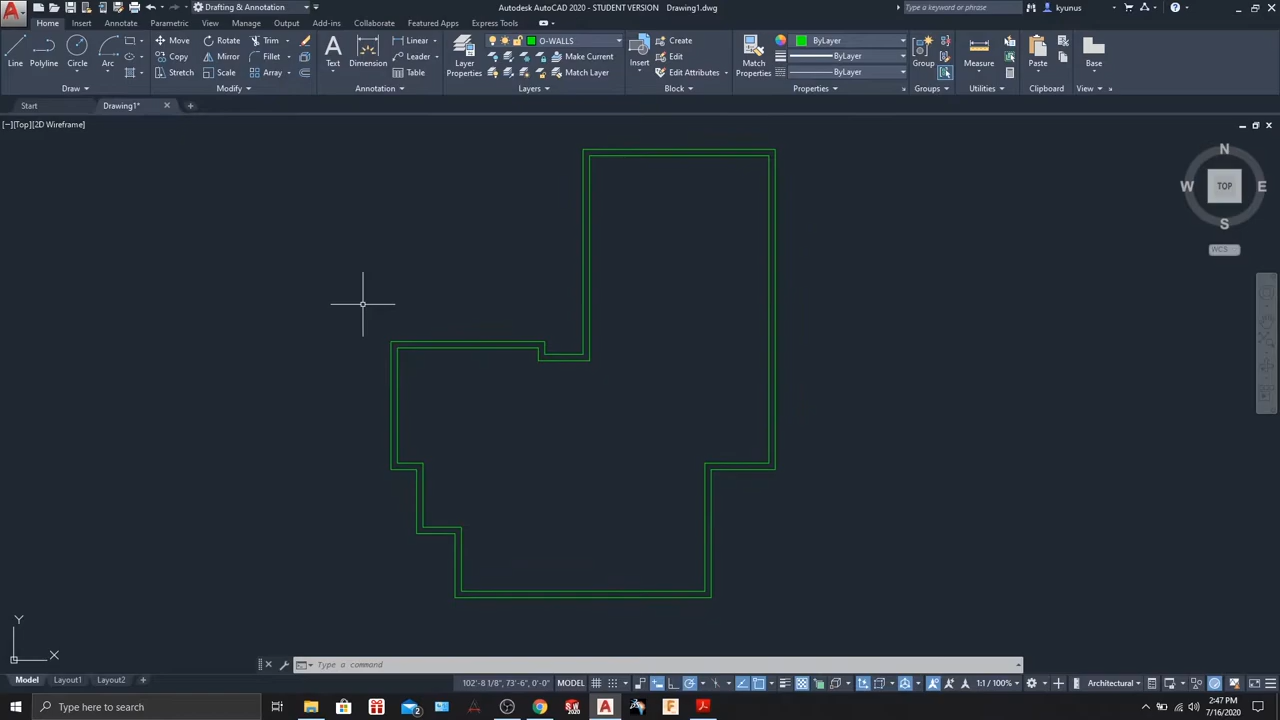 Drafting & Annotation
Autodesk AutoCAD 2020 - STUDENT VERSION Drawing1.dwg
Type a keyword or phrase
kyunus
Home Insert Annotate Parametric View Manage Output Add-ins Collaborate Featured Apps Express Tools
Line Polyline Circle Arc
Move Rotate Trim
Copy Mirror Fillet
Stretch Scale Array
Text Dimension
Linear
Leader
Table
Layer Properties
O-WALLS
Make Current
Match Layer
Insert
Create
Edit
Edit Attributes
Match Properties
ByLayer
ByLayer
ByLayer
Group
Measure
Paste
Base
Draw Modify Annotation Layers Block Properties Groups Utilities Clipboard View
Start Drawing1*
[−][Top][2D Wireframe]
N
W TOP E
S
WCS
Y
X
Type a command
Model Layout1 Layout2
102'-8 1/8", 73'-6", 0'-0" MODEL
1:1 / 100%
Architectural
Type here to search
2
2:47 PM
7/16/2020